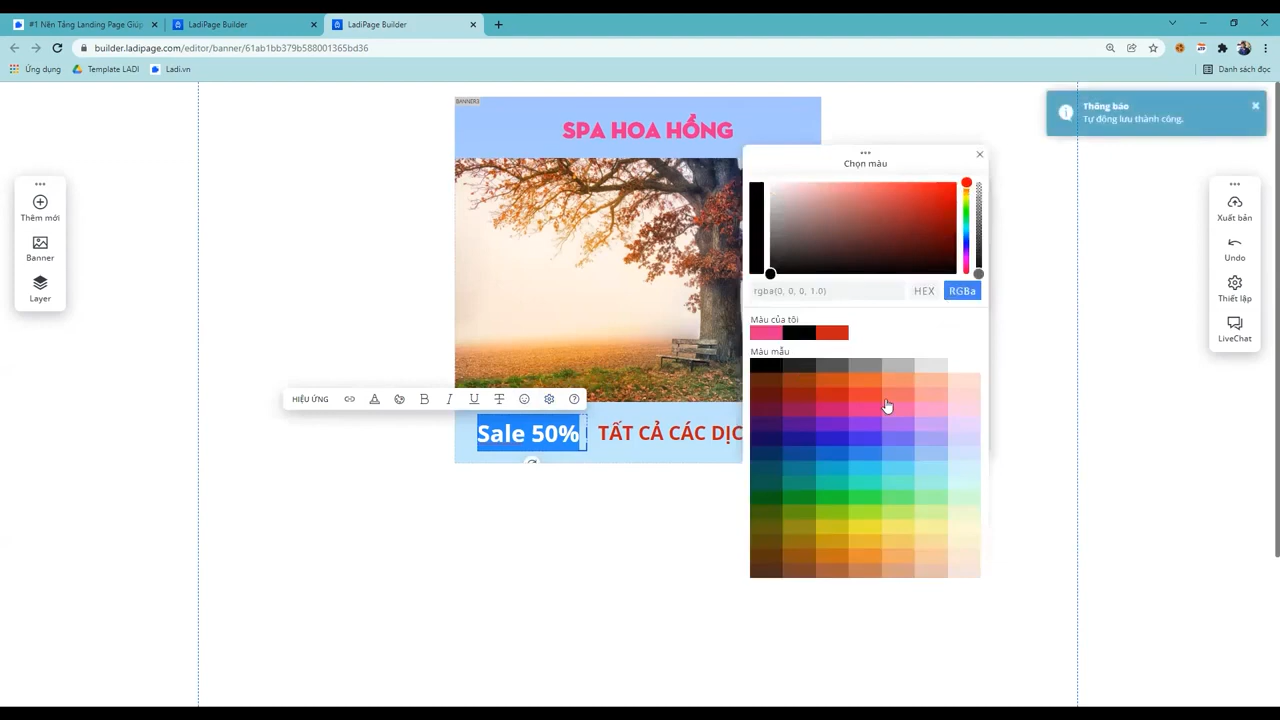 #1 Nền Tảng Landing Page Giúp
LadiPage Builder
LadiPage Builder
builder.ladipage.com/editor/banner/61ab1bb379b588001365bd36
Ứng dụng
Template LADI
Ladi.vn
Danh sách đọc
BANNER3
SPA HOA HỒNG
Thông báo
Tự động lưu thành công.
Chọn màu
Thêm mới
Banner
Layer
Xuất bản
Undo
Thiết lập
LiveChat
rgba(0, 0, 0, 1.0)
HEX
RGBa
Màu của tôi
Màu mẫu
HIỆU ỨNG
Sale 50%
TẤT CẢ CÁC DỊC